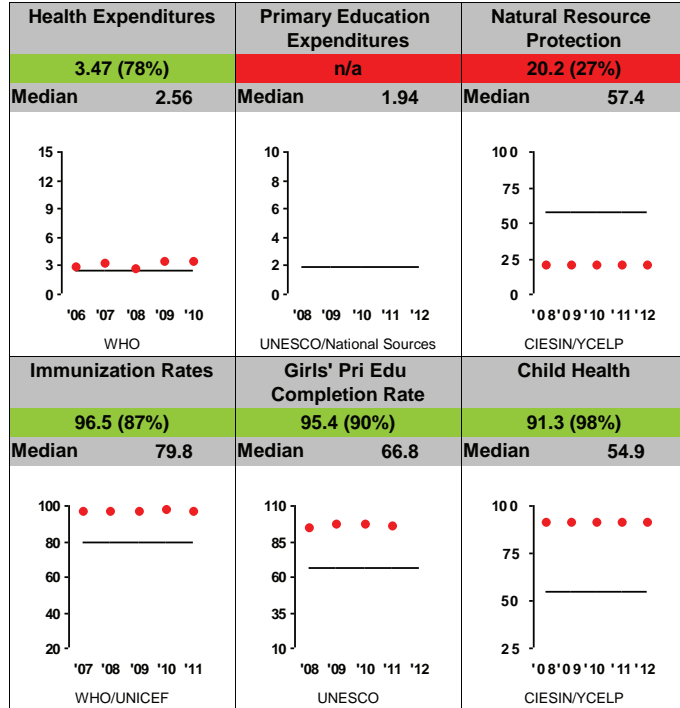 Health Expenditures
3.47 (78%)
Median 2.56
15
12
9
6
3
0
'06 '07 '08 '09 '10
WHO
Primary Education
Expenditures
n/a
Median 1.94
10
8
6
4
2
0
'08 '09 '10 '11 '12
UNESCO/National Sources
Natural Resource
Protection
20.2 (27%)
Median 57.4
100
75
50
25
0
'08 '09 '10 '11 '12
CIESIN/YCELP
Immunization Rates
96.5 (87%)
Median 79.8
100
80
60
40
20
'07 '08 '09 '10 '11
WHO/UNICEF
Girls' Pri Edu
Completion Rate
95.4 (90%)
Median 66.8
110
85
60
35
10
'08 '09 '10 '11 '12
UNESCO
Child Health
91.3 (98%)
Median 54.9
100
75
50
25
'08 '09 '10 '11 '12
CIESIN/YCELP